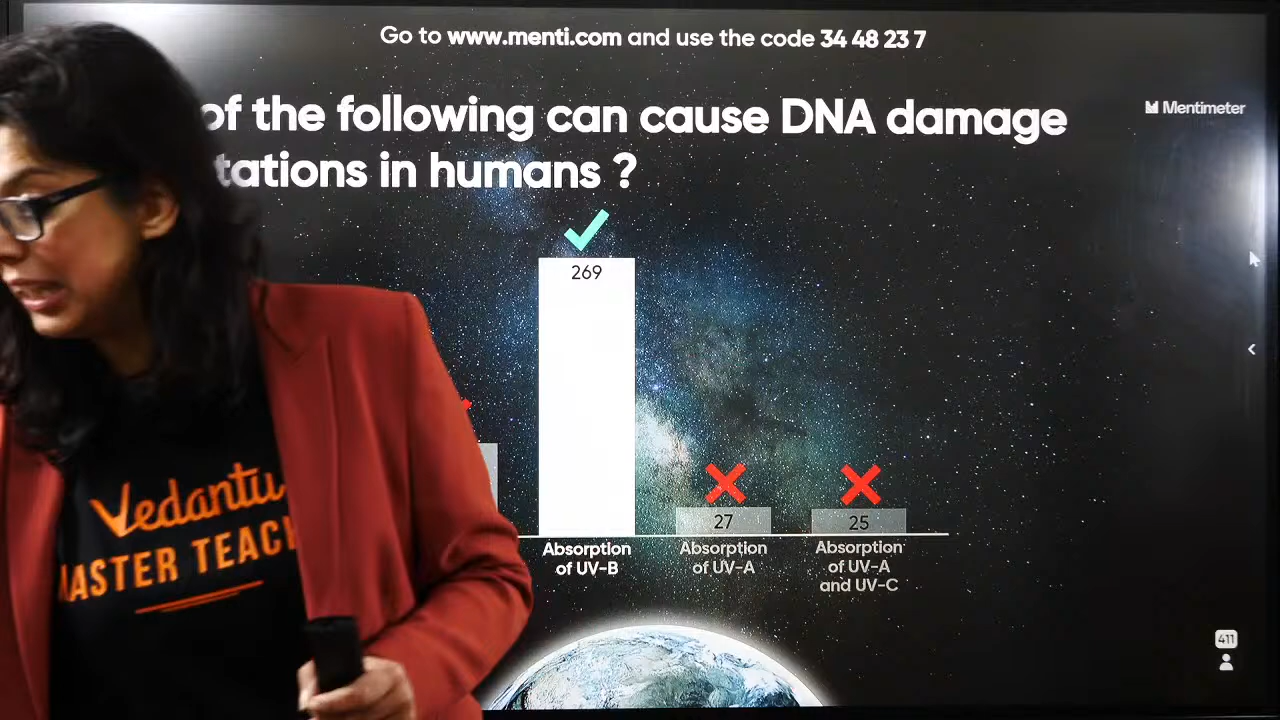 Go to www.menti.com and use the code 34 48 23 7
of the following can cause DNA damage
Mentimeter
tations in humans ?
269
27
25
Absorption
of UV-B
Absorption
of UV-A
Absorption
of UV-A
and UV-C
Vedantu
MASTER TEACH
411